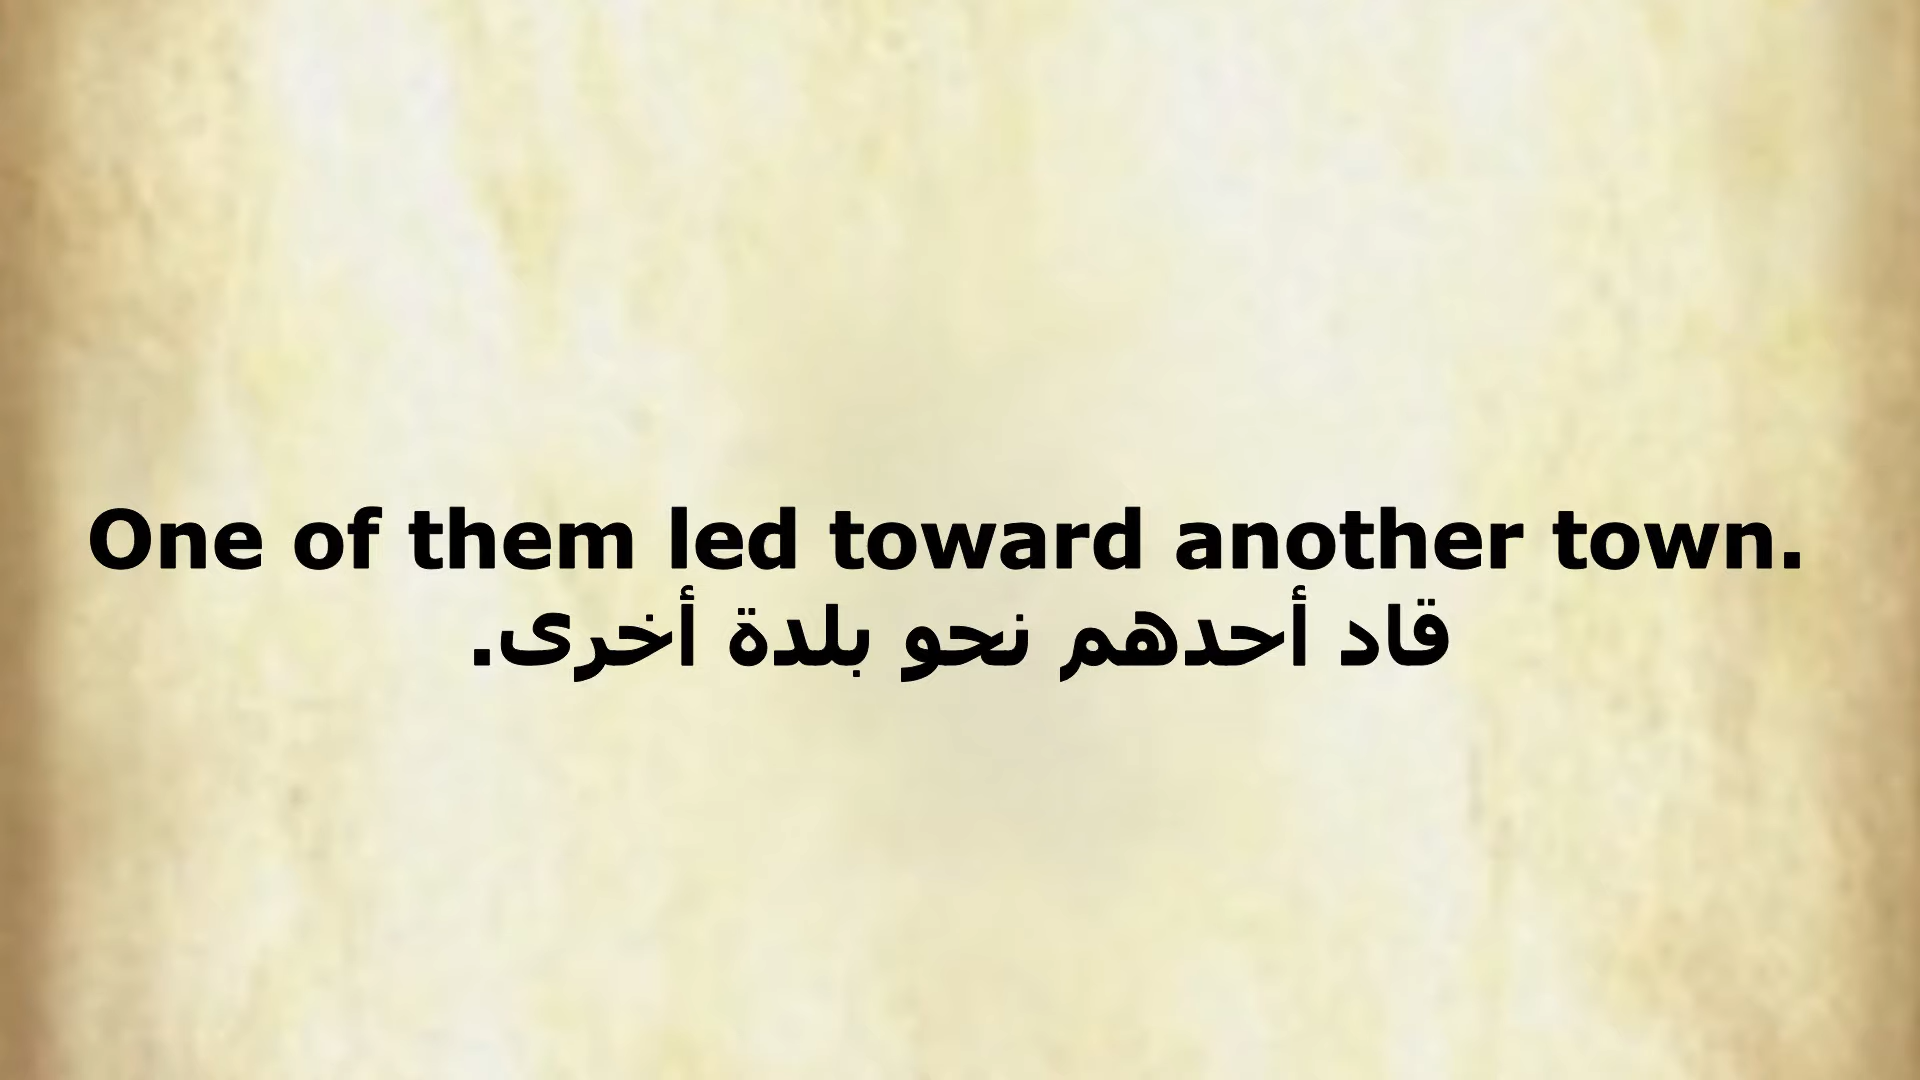 One of them led toward another town.
قاد أحدهم نحو بلدة أخرى.